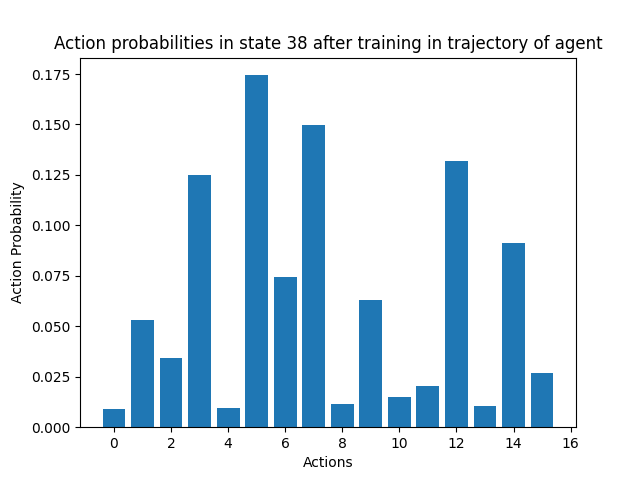 Action probabilities in state 38 after training in trajectory of agent
0.175
0.150
0.125
0.100
0.075
0.050
0.025
0.000
Action Probability
0 2 4 6 8 10 12 14 16
Actions